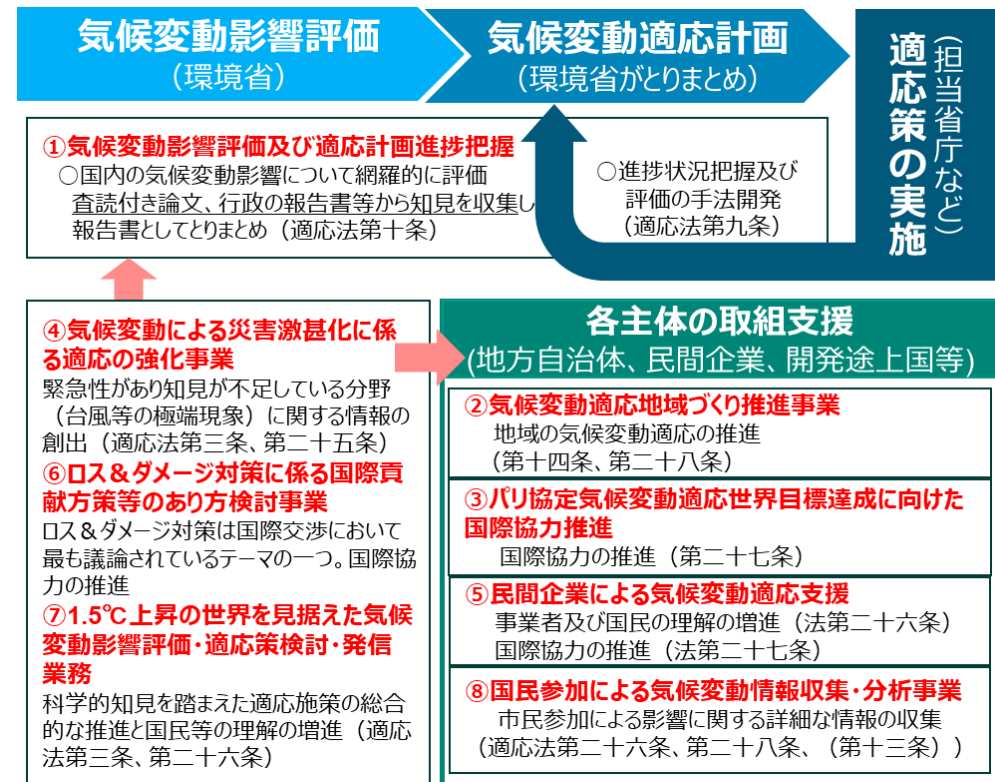 気候変動影響評価
（環境省）
気候変動適応計画
（環境省がとりまとめ）
適応策の実施
（担当省庁など）
①気候変動影響評価及び適応計画進捗把握
○国内の気候変動影響について網羅的に評価
査読付き論文、行政の報告書等から知見を収集し
報告書としてとりまとめ（適応法第十条）
○進捗状況把握及び
評価の手法開発
（適応法第九条）
④気候変動による災害激甚化に係
る適応の強化事業
緊急性があり知見が不足している分野
（台風等の極端現象）に関する情報の
創出（適応法第三条、第二十五条）
⑥ロス＆ダメージ対策に係る国際貢
献方策等のあり方検討事業
ロス＆ダメージ対策は国際交渉において
最も議論されているテーマの一つ。国際協
力の推進
⑦1.5℃上昇の世界を見据えた気候
変動影響評価・適応策検討・発信
業務
科学的知見を踏まえた適応施策の総合
的な推進と国民等の理解の増進（適応
法第三条、第二十六条）
各主体の取組支援
(地方自治体、民間企業、開発途上国等)
②気候変動適応地域づくり推進事業
地域の気候変動適応の推進
（第十四条、第二十八条）
③パリ協定気候変動適応世界目標達成に向けた
国際協力推進
国際協力の推進（第二十七条）
⑤民間企業による気候変動適応支援
事業者及び国民の理解の増進（法第二十六条）
国際協力の推進（法第二十七条）
⑧国民参加による気候変動情報収集・分析事業
市民参加による影響に関する詳細な情報の収集
（適応法第二十六条、第二十八条、（第十三条））